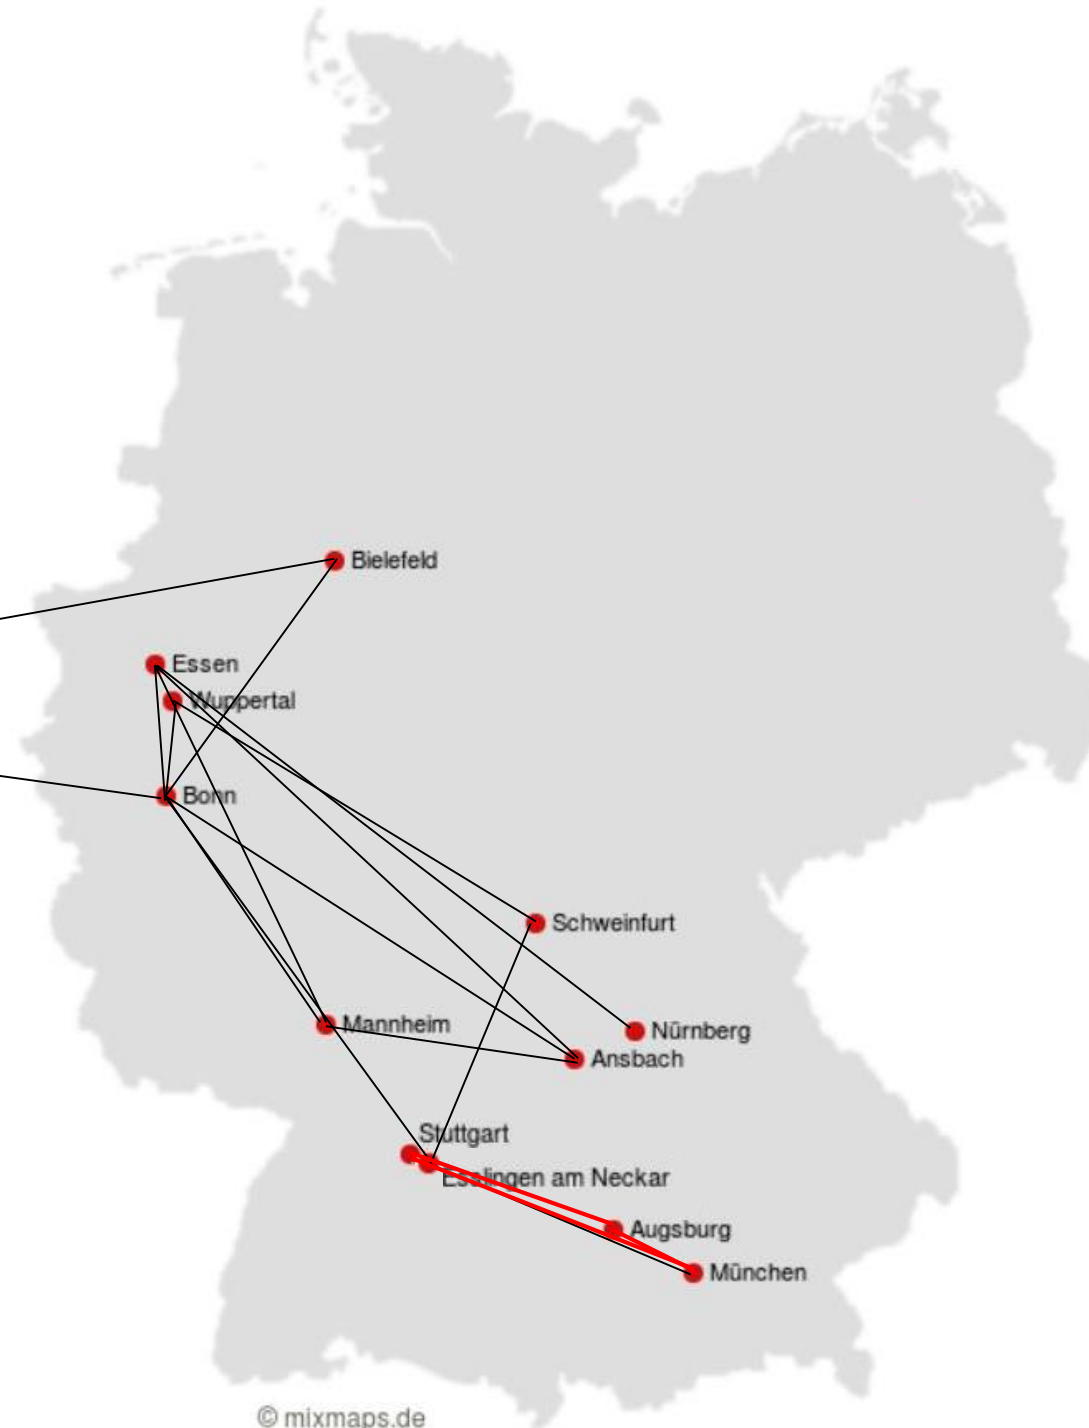 Bielefeld
Essen
Wuppertal
Bonn
Schweinfurt
Mannheim
Nürnberg
Ansbach
Stuttgart
Esslingen am Neckar
Augsburg
München
© mixmaps.de